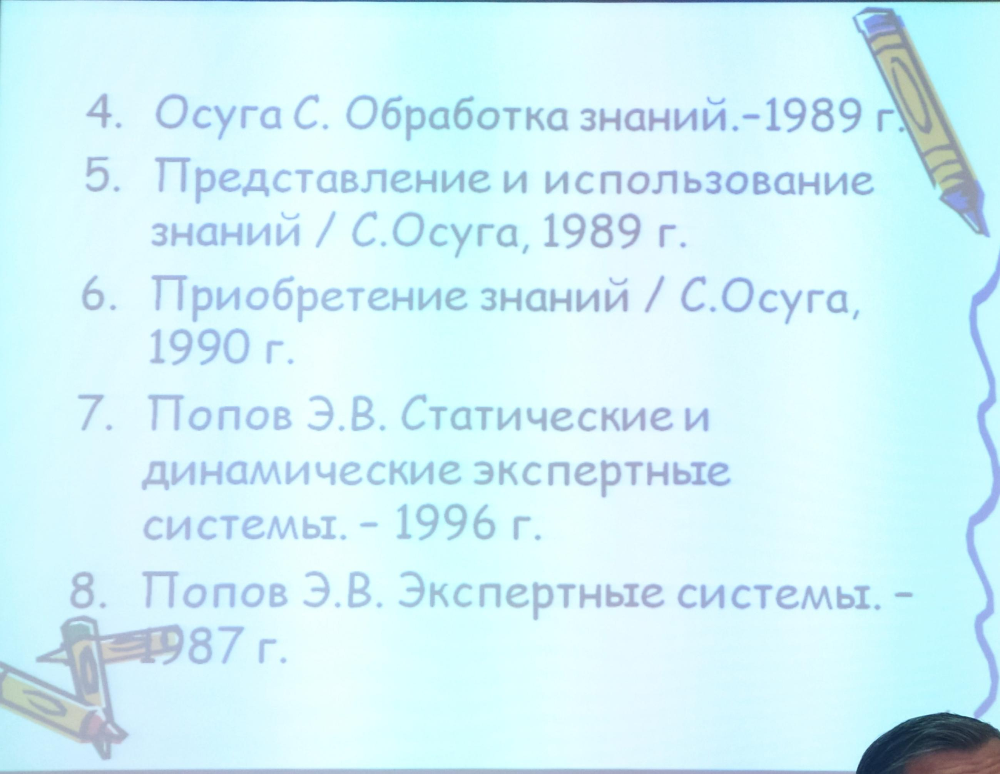 4. Осуга С. Обработка знаний.-1989 г.
5. Представление и использование
знаний / С.Осуга, 1989 г.
6. Приобретение знаний / С.Осуга,
1990 г.
7. Попов Э.В. Статические и
динамические экспертные
системы. – 1996 г.
8. Попов Э.В. Экспертные системы. –
1987 г.